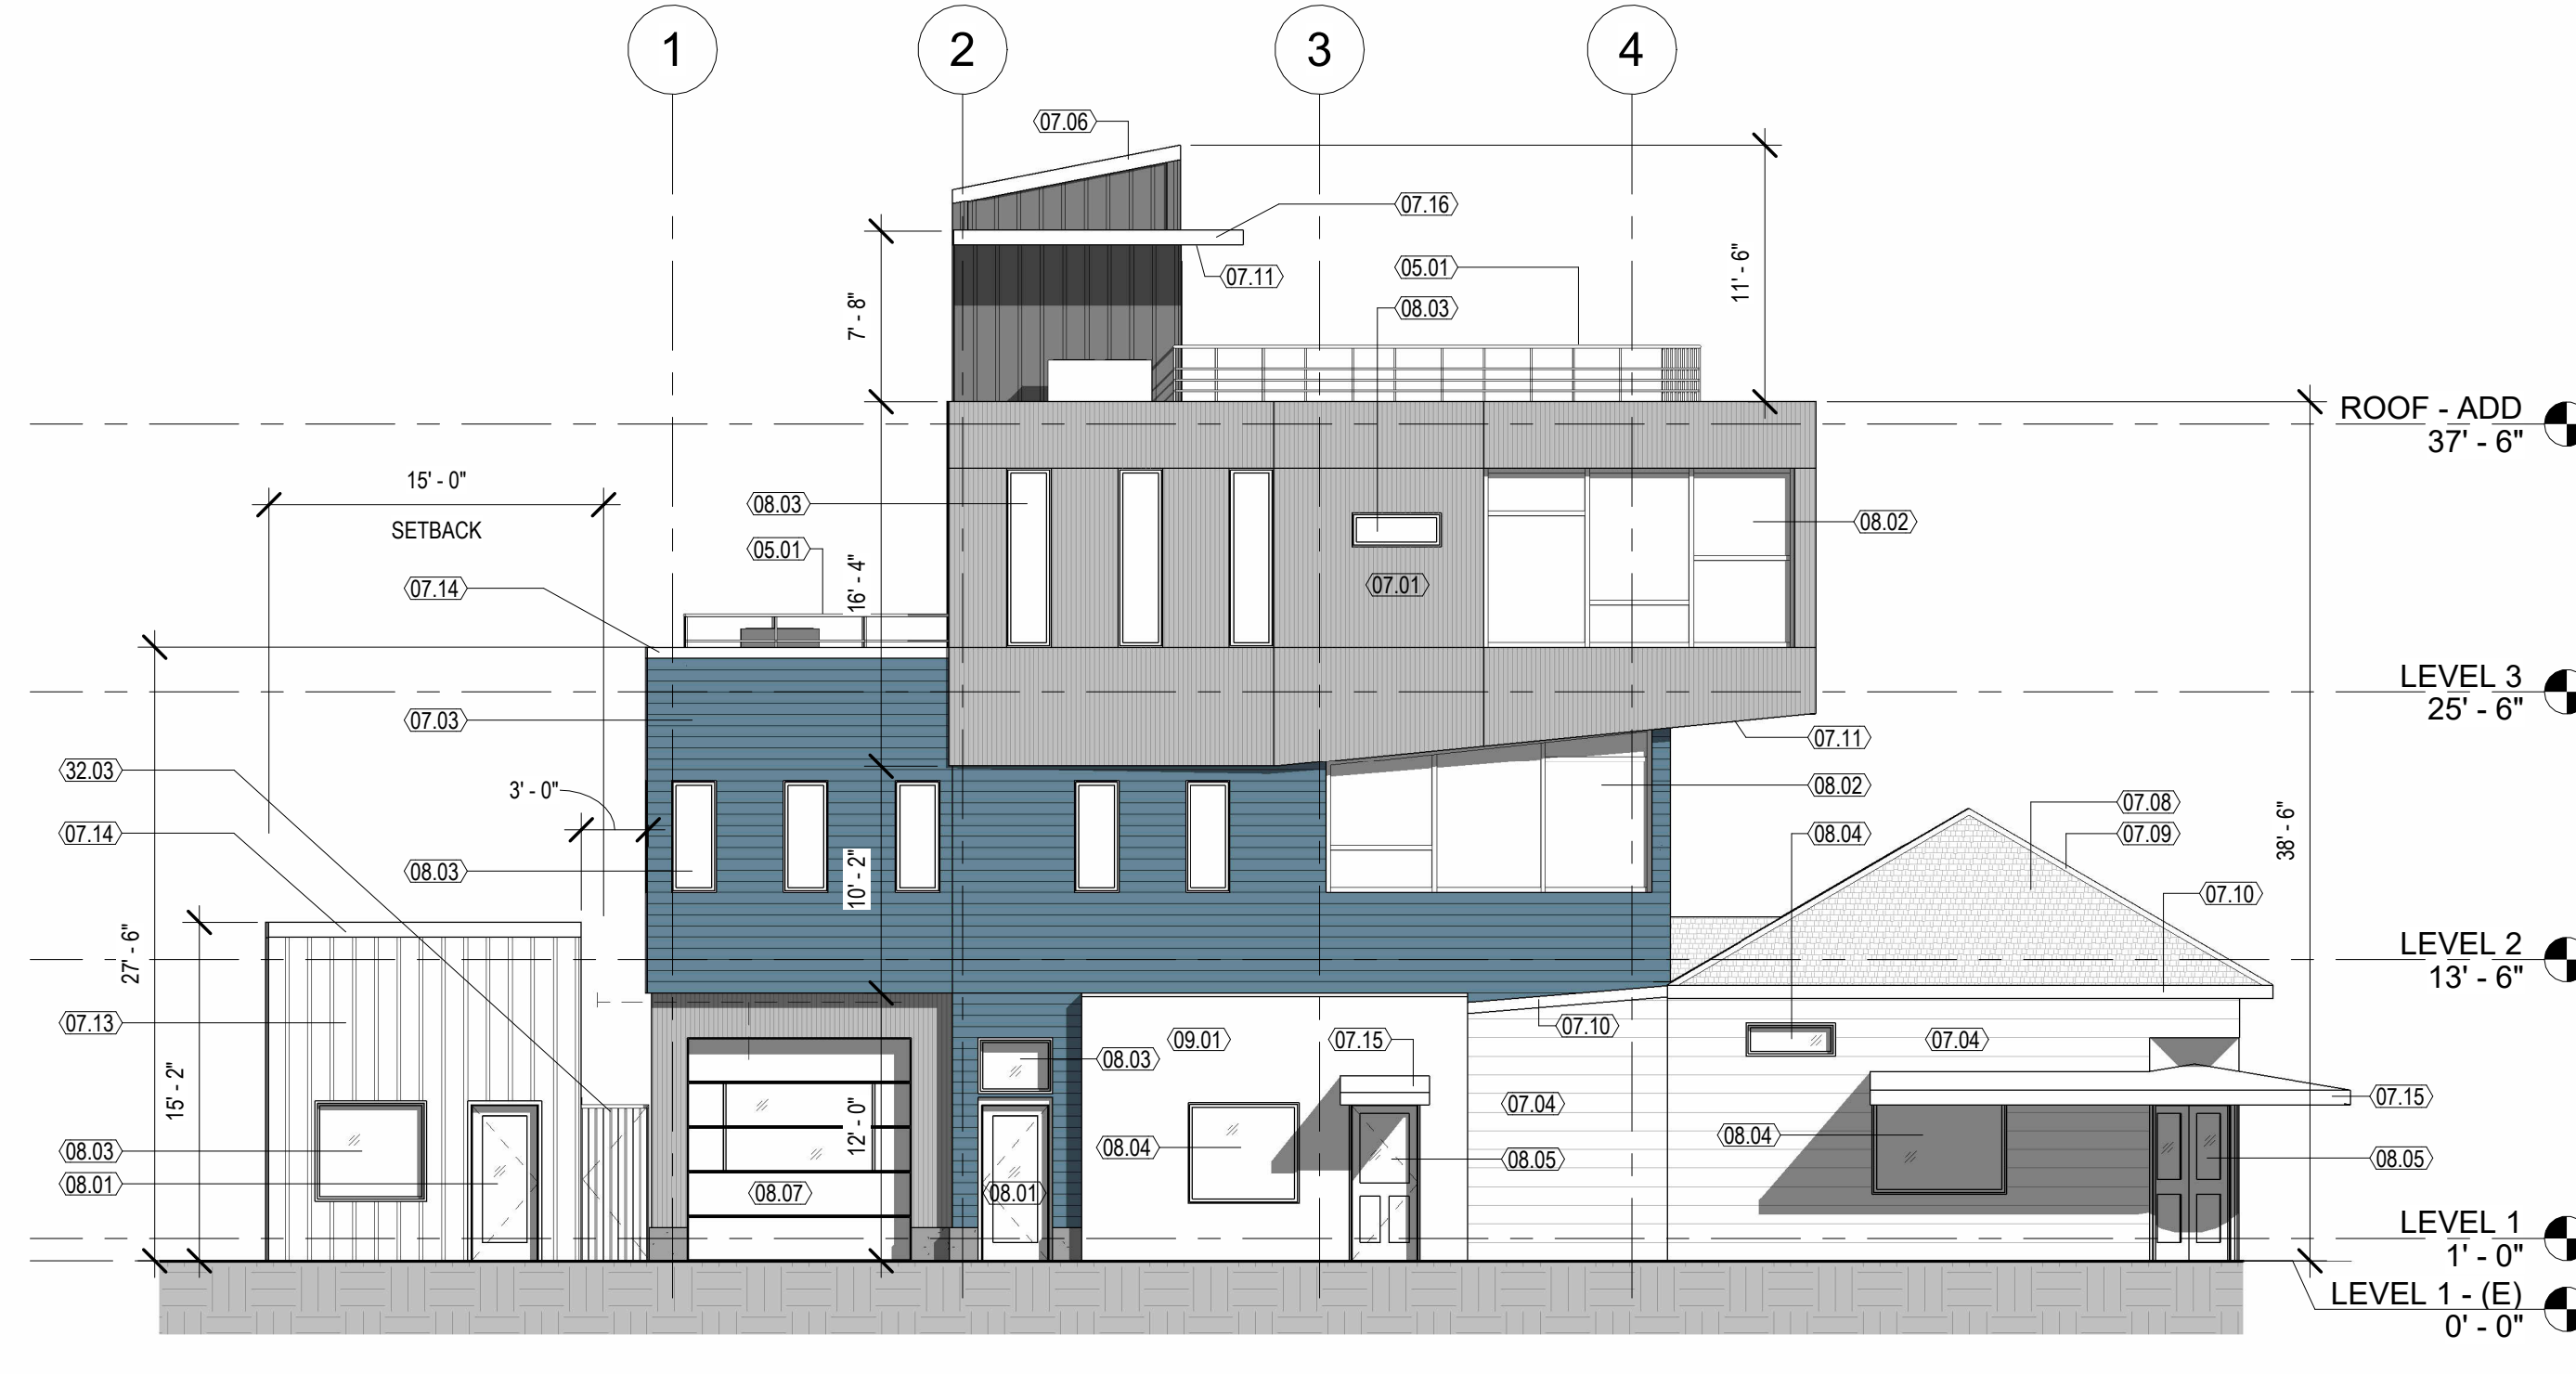 1
2
3
4
07.06
07.16
07.11
05.01
08.03
11' - 6"
7' - 8"
ROOF - ADD
37' - 6"
15' - 0"
SETBACK
08.03
05.01
08.02
16' - 4"
07.01
07.14
LEVEL 3
25' - 6"
07.03
07.11
32.03
3' - 0"
08.02
07.08
07.14
08.04
07.09
38' - 6"
08.03
10' - 2"
07.10
27' - 6"
LEVEL 2
13' - 6"
07.13
07.10
09.01
07.15
07.04
08.03
15' - 2"
07.04
07.15
12' - 0"
08.03
08.04
08.04
08.05
08.05
08.01
08.07
08.01
LEVEL 1
1' - 0"
LEVEL 1 - (E)
0' - 0"